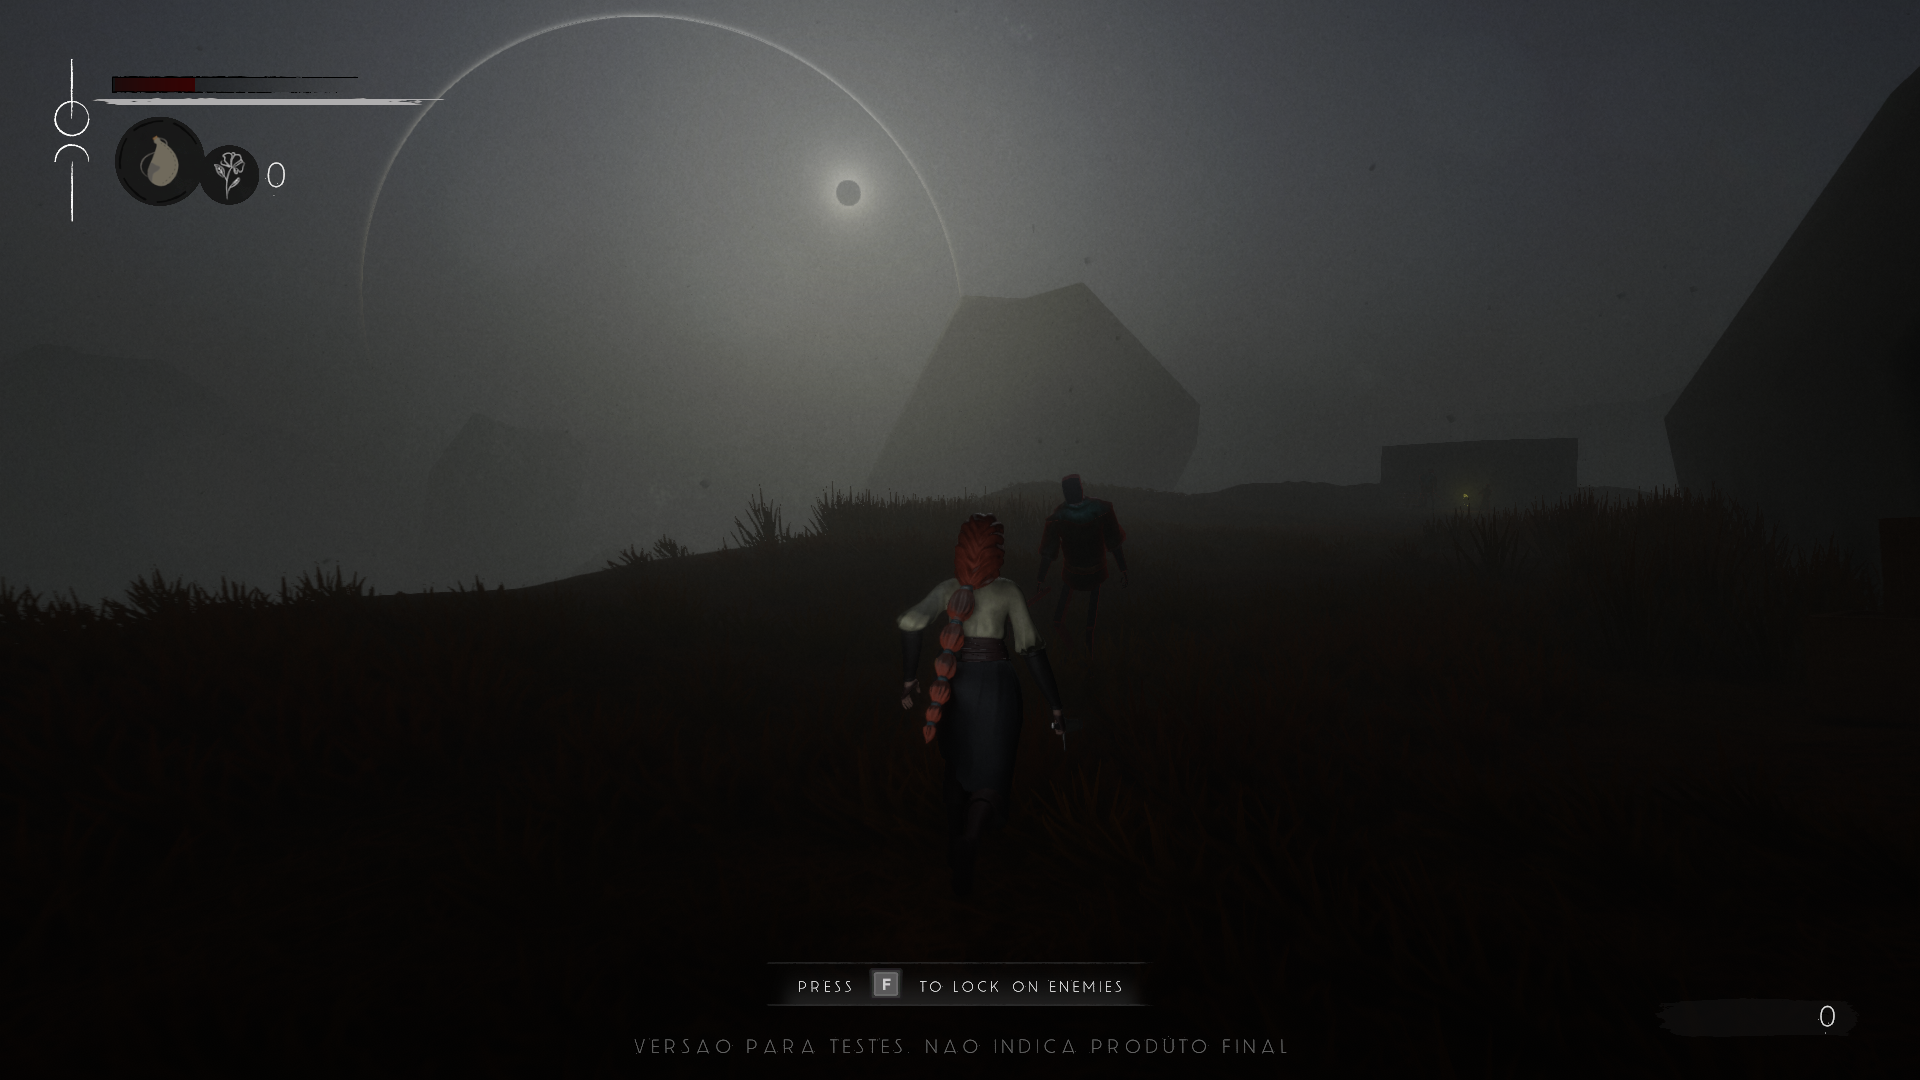 0
PRESS F TO LOCK ON ENEMIES
0
VERSAO PARA TESTES. NAO INDICA PRODUTO FINAL